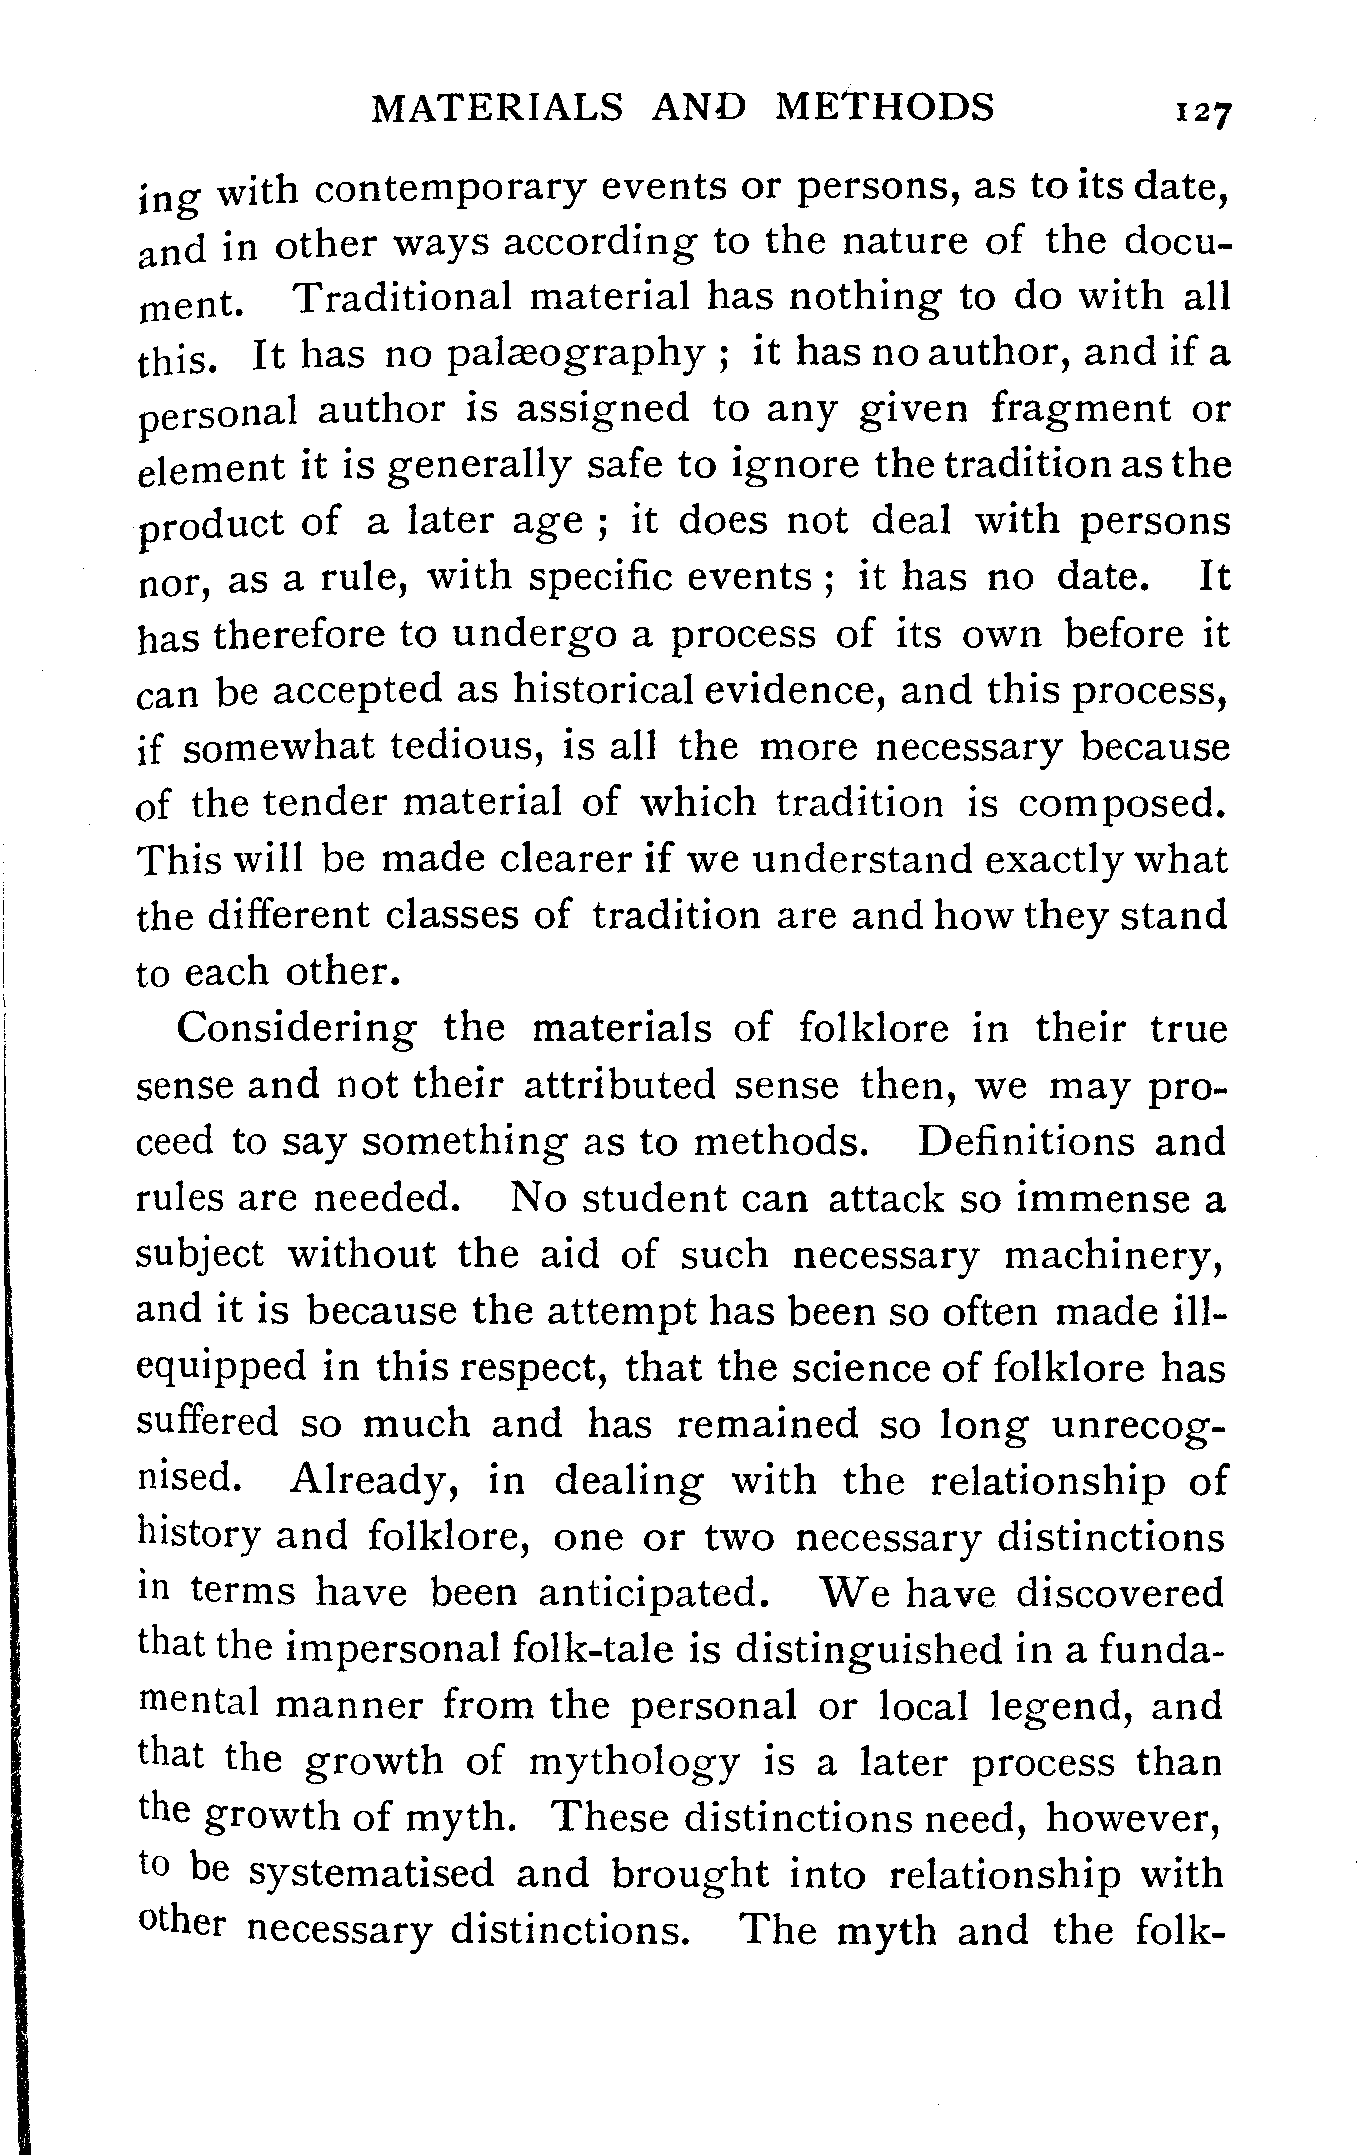 MATERIALS AND METHODS 127
ing with contemporary events or persons, as to its date,
and in other ways according to the nature of the docu-
ment. Traditional material has nothing to do with all
this. It has no palæography ; it has no author, and if a
personal author is assigned to any given fragment or
element it is generally safe to ignore the tradition as the
product of a later age ; it does not deal with persons
nor, as a rule, with specific events ; it has no date. It
has therefore to undergo a process of its own before it
can be accepted as historical evidence, and this process,
if somewhat tedious, is all the more necessary because
of the tender material of which tradition is composed.
This will be made clearer if we understand exactly what
the different classes of tradition are and how they stand
to each other.
Considering the materials of folklore in their true
sense and not their attributed sense then, we may pro-
ceed to say something as to methods. Definitions and
rules are needed. No student can attack so immense a
subject without the aid of such necessary machinery,
and it is because the attempt has been so often made ill-
equipped in this respect, that the science of folklore has
suffered so much and has remained so long unrecog-
nised. Already, in dealing with the relationship of
history and folklore, one or two necessary distinctions
in terms have been anticipated. We have discovered
that the impersonal folk-tale is distinguished in a funda-
mental manner from the personal or local legend, and
that the growth of mythology is a later process than
the growth of myth. These distinctions need, however,
to be systematised and brought into relationship with
other necessary distinctions. The myth and the folk-